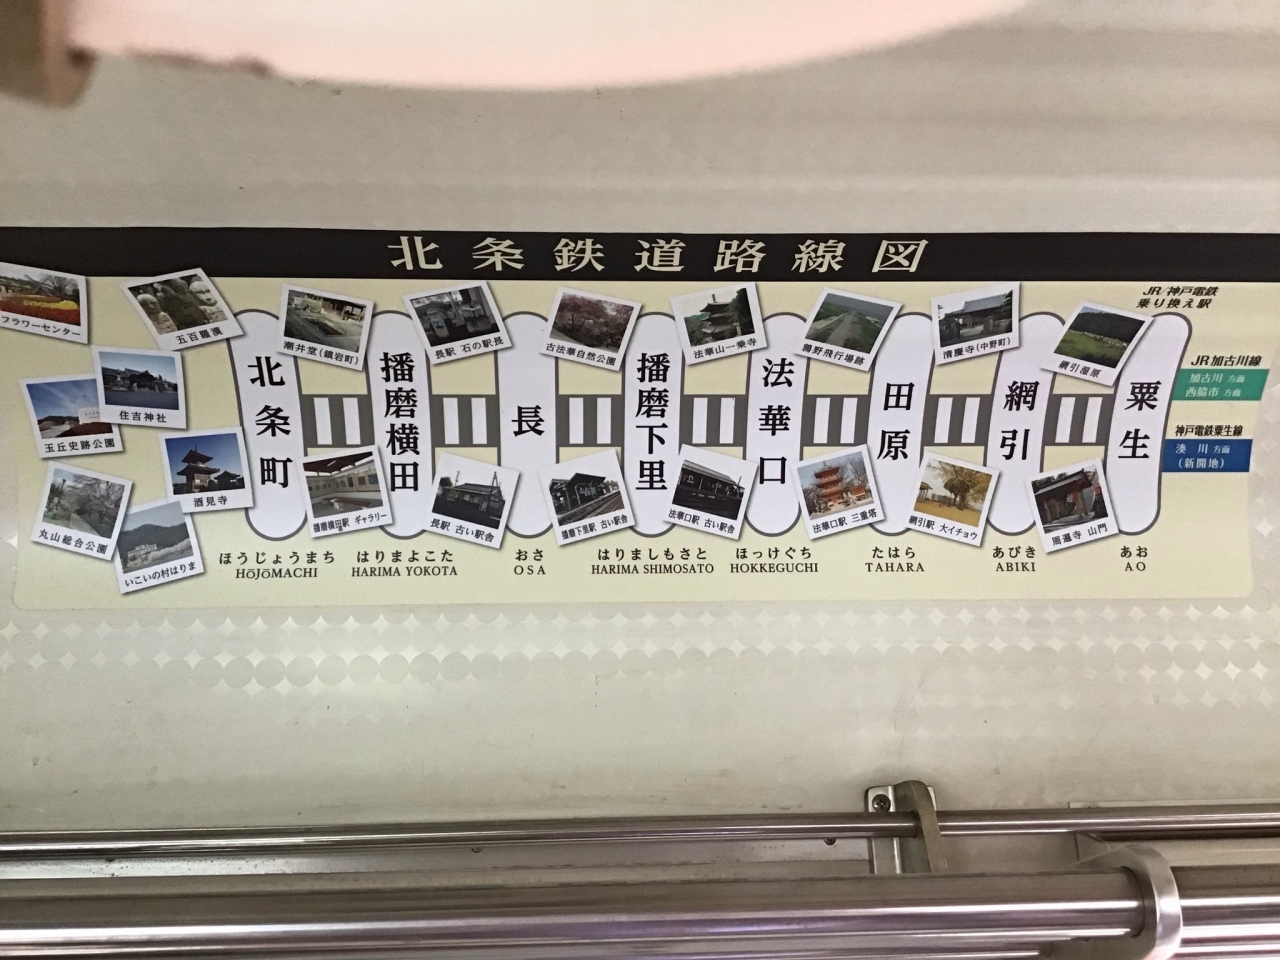 北条鉄道路線図
JR/神戸電鉄
乗り換え駅
フラワーセンター
五百羅漢
住吉神社
玉丘史跡公園
酒見寺
丸山総合公園
いこいの村はりま
潮井堂(鎮岩町)
長駅 石の駅長
古法華自然公園
法華山一乗寺
鶉野飛行場跡
清慶寺(中野町)
網引湿原
北条町
播磨横田
長
播磨下里
法華口
田原
網引
粟生
JR加古川線
加古川 方面
西脇市 方面
神戸電鉄粟生線
湊川 方面
(新開地)
播磨横田駅 ギャラリー
長駅 古い駅舎
播磨下里駅 古い駅舎
法華口駅 古い駅舎
法華口駅 三重塔
網引駅 大イチョウ
周遍寺 山門
ほうじょうまち
HōJōMACHI
はりまよこた
HARIMA YOKOTA
おさ
OSA
はりましもさと
HARIMA SHIMOSATO
ほっけぐち
HOKKEGUCHI
たはら
TAHARA
あびき
ABIKI
あお
AO